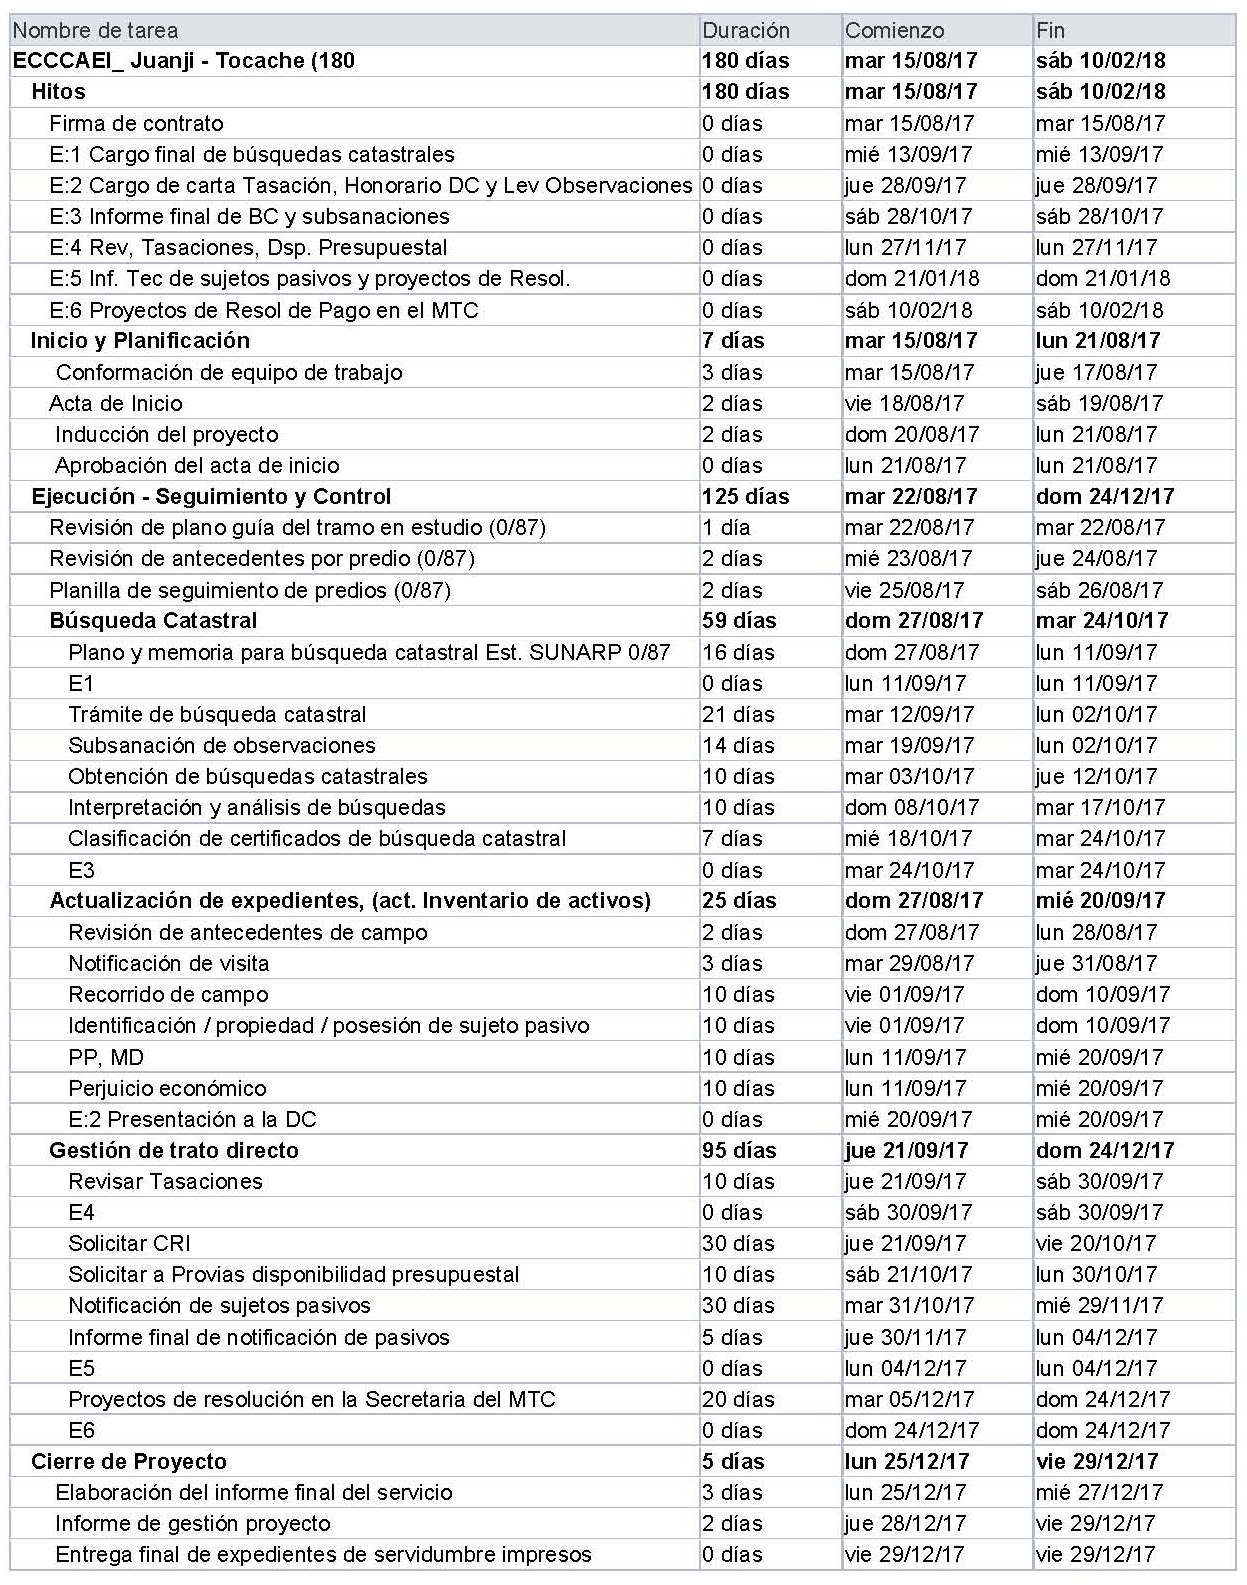 Nombre de tarea Duración Comienzo Fin
ECCCAEI_ Juanji - Tocache (180 180 días mar 15/08/17 sáb 10/02/18
Hitos 180 días mar 15/08/17 sáb 10/02/18
Firma de contrato 0 días mar 15/08/17 mar 15/08/17
E:1 Cargo final de búsquedas catastrales 0 días mié 13/09/17 mié 13/09/17
E:2 Cargo de carta Tasación, Honorario DC y Lev Observaciones 0 días jue 28/09/17 jue 28/09/17
E:3 Informe final de BC y subsanaciones 0 días sáb 28/10/17 sáb 28/10/17
E:4 Rev, Tasaciones, Dsp. Presupuestal 0 días lun 27/11/17 lun 27/11/17
E:5 Inf. Tec de sujetos pasivos y proyectos de Resol. 0 días dom 21/01/18 dom 21/01/18
E:6 Proyectos de Resol de Pago en el MTC 0 días sáb 10/02/18 sáb 10/02/18
Inicio y Planificación 7 días mar 15/08/17 lun 21/08/17
Conformación de equipo de trabajo 3 días mar 15/08/17 jue 17/08/17
Acta de Inicio 2 días vie 18/08/17 sáb 19/08/17
Inducción del proyecto 2 días dom 20/08/17 lun 21/08/17
Aprobación del acta de inicio 0 días lun 21/08/17 lun 21/08/17
Ejecución - Seguimiento y Control 125 días mar 22/08/17 dom 24/12/17
Revisión de plano guía del tramo en estudio (0/87) 1 día mar 22/08/17 mar 22/08/17
Revisión de antecedentes por predio (0/87) 2 días mié 23/08/17 jue 24/08/17
Planilla de seguimiento de predios (0/87) 2 días vie 25/08/17 sáb 26/08/17
Búsqueda Catastral 59 días dom 27/08/17 mar 24/10/17
Plano y memoria para búsqueda catastral Est. SUNARP 0/87 16 días dom 27/08/17 lun 11/09/17
E1 0 días lun 11/09/17 lun 11/09/17
Trámite de búsqueda catastral 21 días mar 12/09/17 lun 02/10/17
Subsanación de observaciones 14 días mar 19/09/17 lun 02/10/17
Obtención de búsquedas catastrales 10 días mar 03/10/17 jue 12/10/17
Interpretación y análisis de búsquedas 10 días dom 08/10/17 mar 17/10/17
Clasificación de certificados de búsqueda catastral 7 días mié 18/10/17 mar 24/10/17
E3 0 días mar 24/10/17 mar 24/10/17
Actualización de expedientes, (act. Inventario de activos) 25 días dom 27/08/17 mié 20/09/17
Revisión de antecedentes de campo 2 días dom 27/08/17 lun 28/08/17
Notificación de visita 3 días mar 29/08/17 jue 31/08/17
Recorrido de campo 10 días vie 01/09/17 dom 10/09/17
Identificación / propiedad / posesión de sujeto pasivo 10 días vie 01/09/17 dom 10/09/17
PP, MD 10 días lun 11/09/17 mié 20/09/17
Perjuicio económico 10 días lun 11/09/17 mié 20/09/17
E:2 Presentación a la DC 0 días mié 20/09/17 mié 20/09/17
Gestión de trato directo 95 días jue 21/09/17 dom 24/12/17
Revisar Tasaciones 10 días jue 21/09/17 sáb 30/09/17
E4 0 días sáb 30/09/17 sáb 30/09/17
Solicitar CRI 30 días jue 21/09/17 vie 20/10/17
Solicitar a Provias disponibilidad presupuestal 10 días sáb 21/10/17 lun 30/10/17
Notificación de sujetos pasivos 30 días mar 31/10/17 mié 29/11/17
Informe final de notificación de pasivos 5 días jue 30/11/17 lun 04/12/17
E5 0 días lun 04/12/17 lun 04/12/17
Proyectos de resolución en la Secretaria del MTC 20 días mar 05/12/17 dom 24/12/17
E6 0 días dom 24/12/17 dom 24/12/17
Cierre de Proyecto 5 días lun 25/12/17 vie 29/12/17
Elaboración del informe final del servicio 3 días lun 25/12/17 mié 27/12/17
Informe de gestión proyecto 2 días jue 28/12/17 vie 29/12/17
Entrega final de expedientes de servidumbre impresos 0 días vie 29/12/17 vie 29/12/17